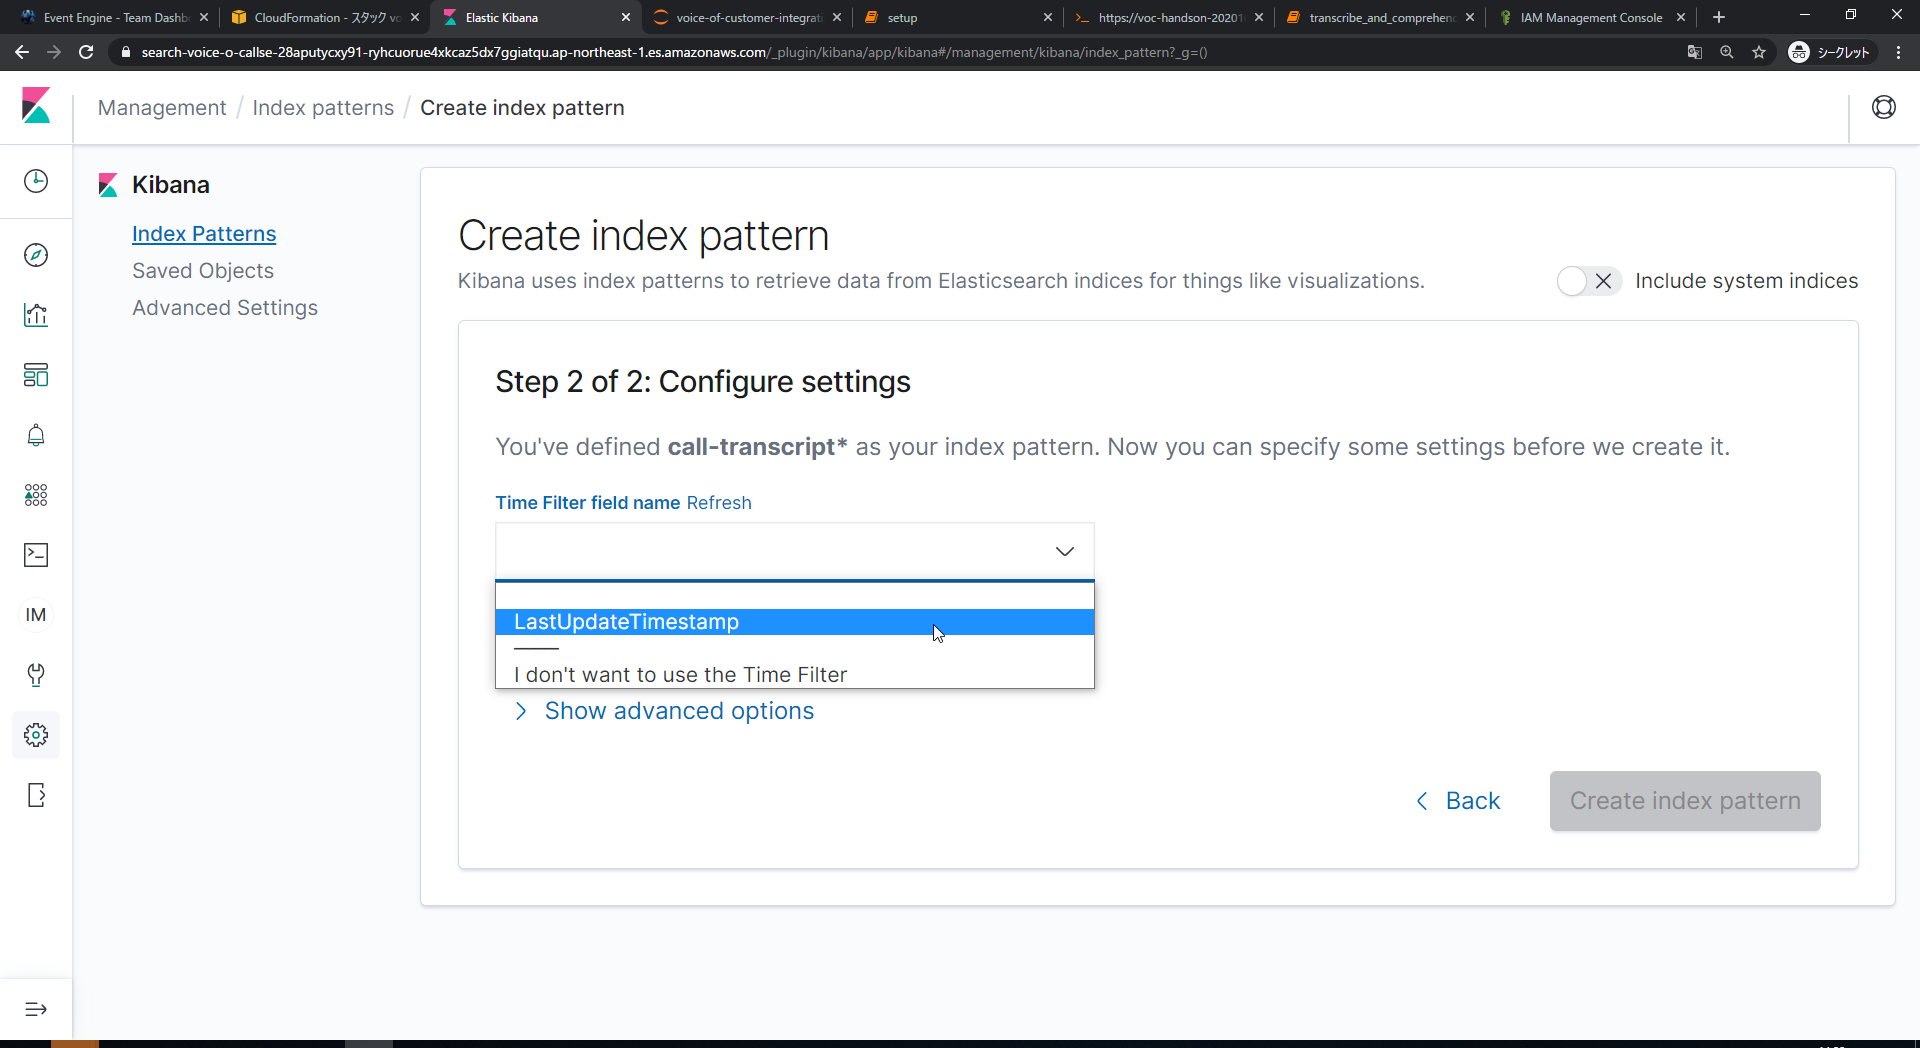 Event Engine - Team Dashb
CloudFormation - スタック vo
Elastic Kibana
voice-of-customer-integrati
setup
https://voc-handson-20201
transcribe_and_comprehen
IAM Management Console
search-voice-o-callse-28aputycxy91-ryhcuorue4xkcaz5dx7ggiatqu.ap-northeast-1.es.amazonaws.com/_plugin/kibana/app/kibana#/management/kibana/index_pattern?_g=()
シークレット
Management / Index patterns / Create index pattern
Kibana
Index Patterns
Saved Objects
Advanced Settings
IM
Create index pattern
Kibana uses index patterns to retrieve data from Elasticsearch indices for things like visualizations.
Include system indices
Step 2 of 2: Configure settings
You've defined call-transcript* as your index pattern. Now you can specify some settings before we create it.
Time Filter field name Refresh
LastUpdateTimestamp
I don't want to use the Time Filter
Show advanced options
Back
Create index pattern